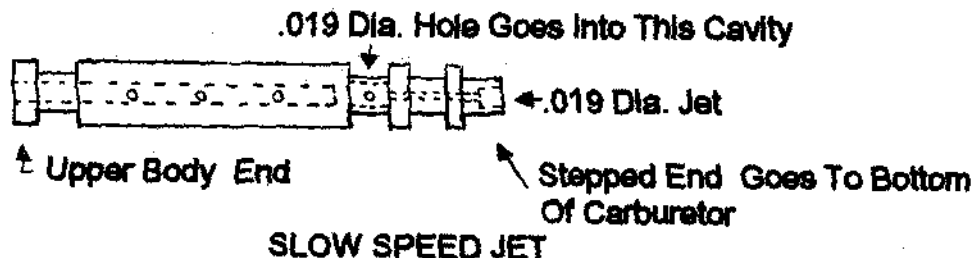 .019 Dia. Hole Goes Into This Cavity
.019 Dia. Jet
Upper Body End
Stepped End Goes To Bottom
Of Carburetor
SLOW SPEED JET